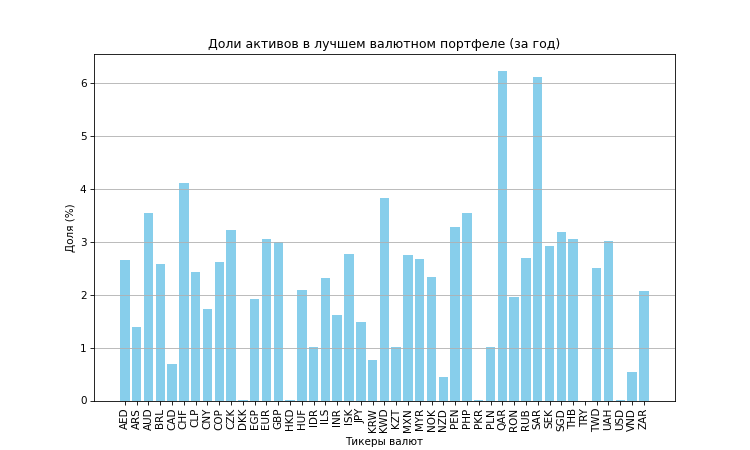 Доли активов в лучшем валютном портфеле (за год)
Доля (%)
6
5
4
3
2
1
0
AED ARS AUD BRL CAD CHF CLP CNY COP CZK DKK EGP EUR GBP HKD HUF IDR ILS INR ISK JPY KRW KWD KZT MXN MYR NOK NZD PEN PHP PKR PLN QAR RON RUB SAR SEK SGD THB TRY TWD UAH USD VND ZAR
Тикеры валют